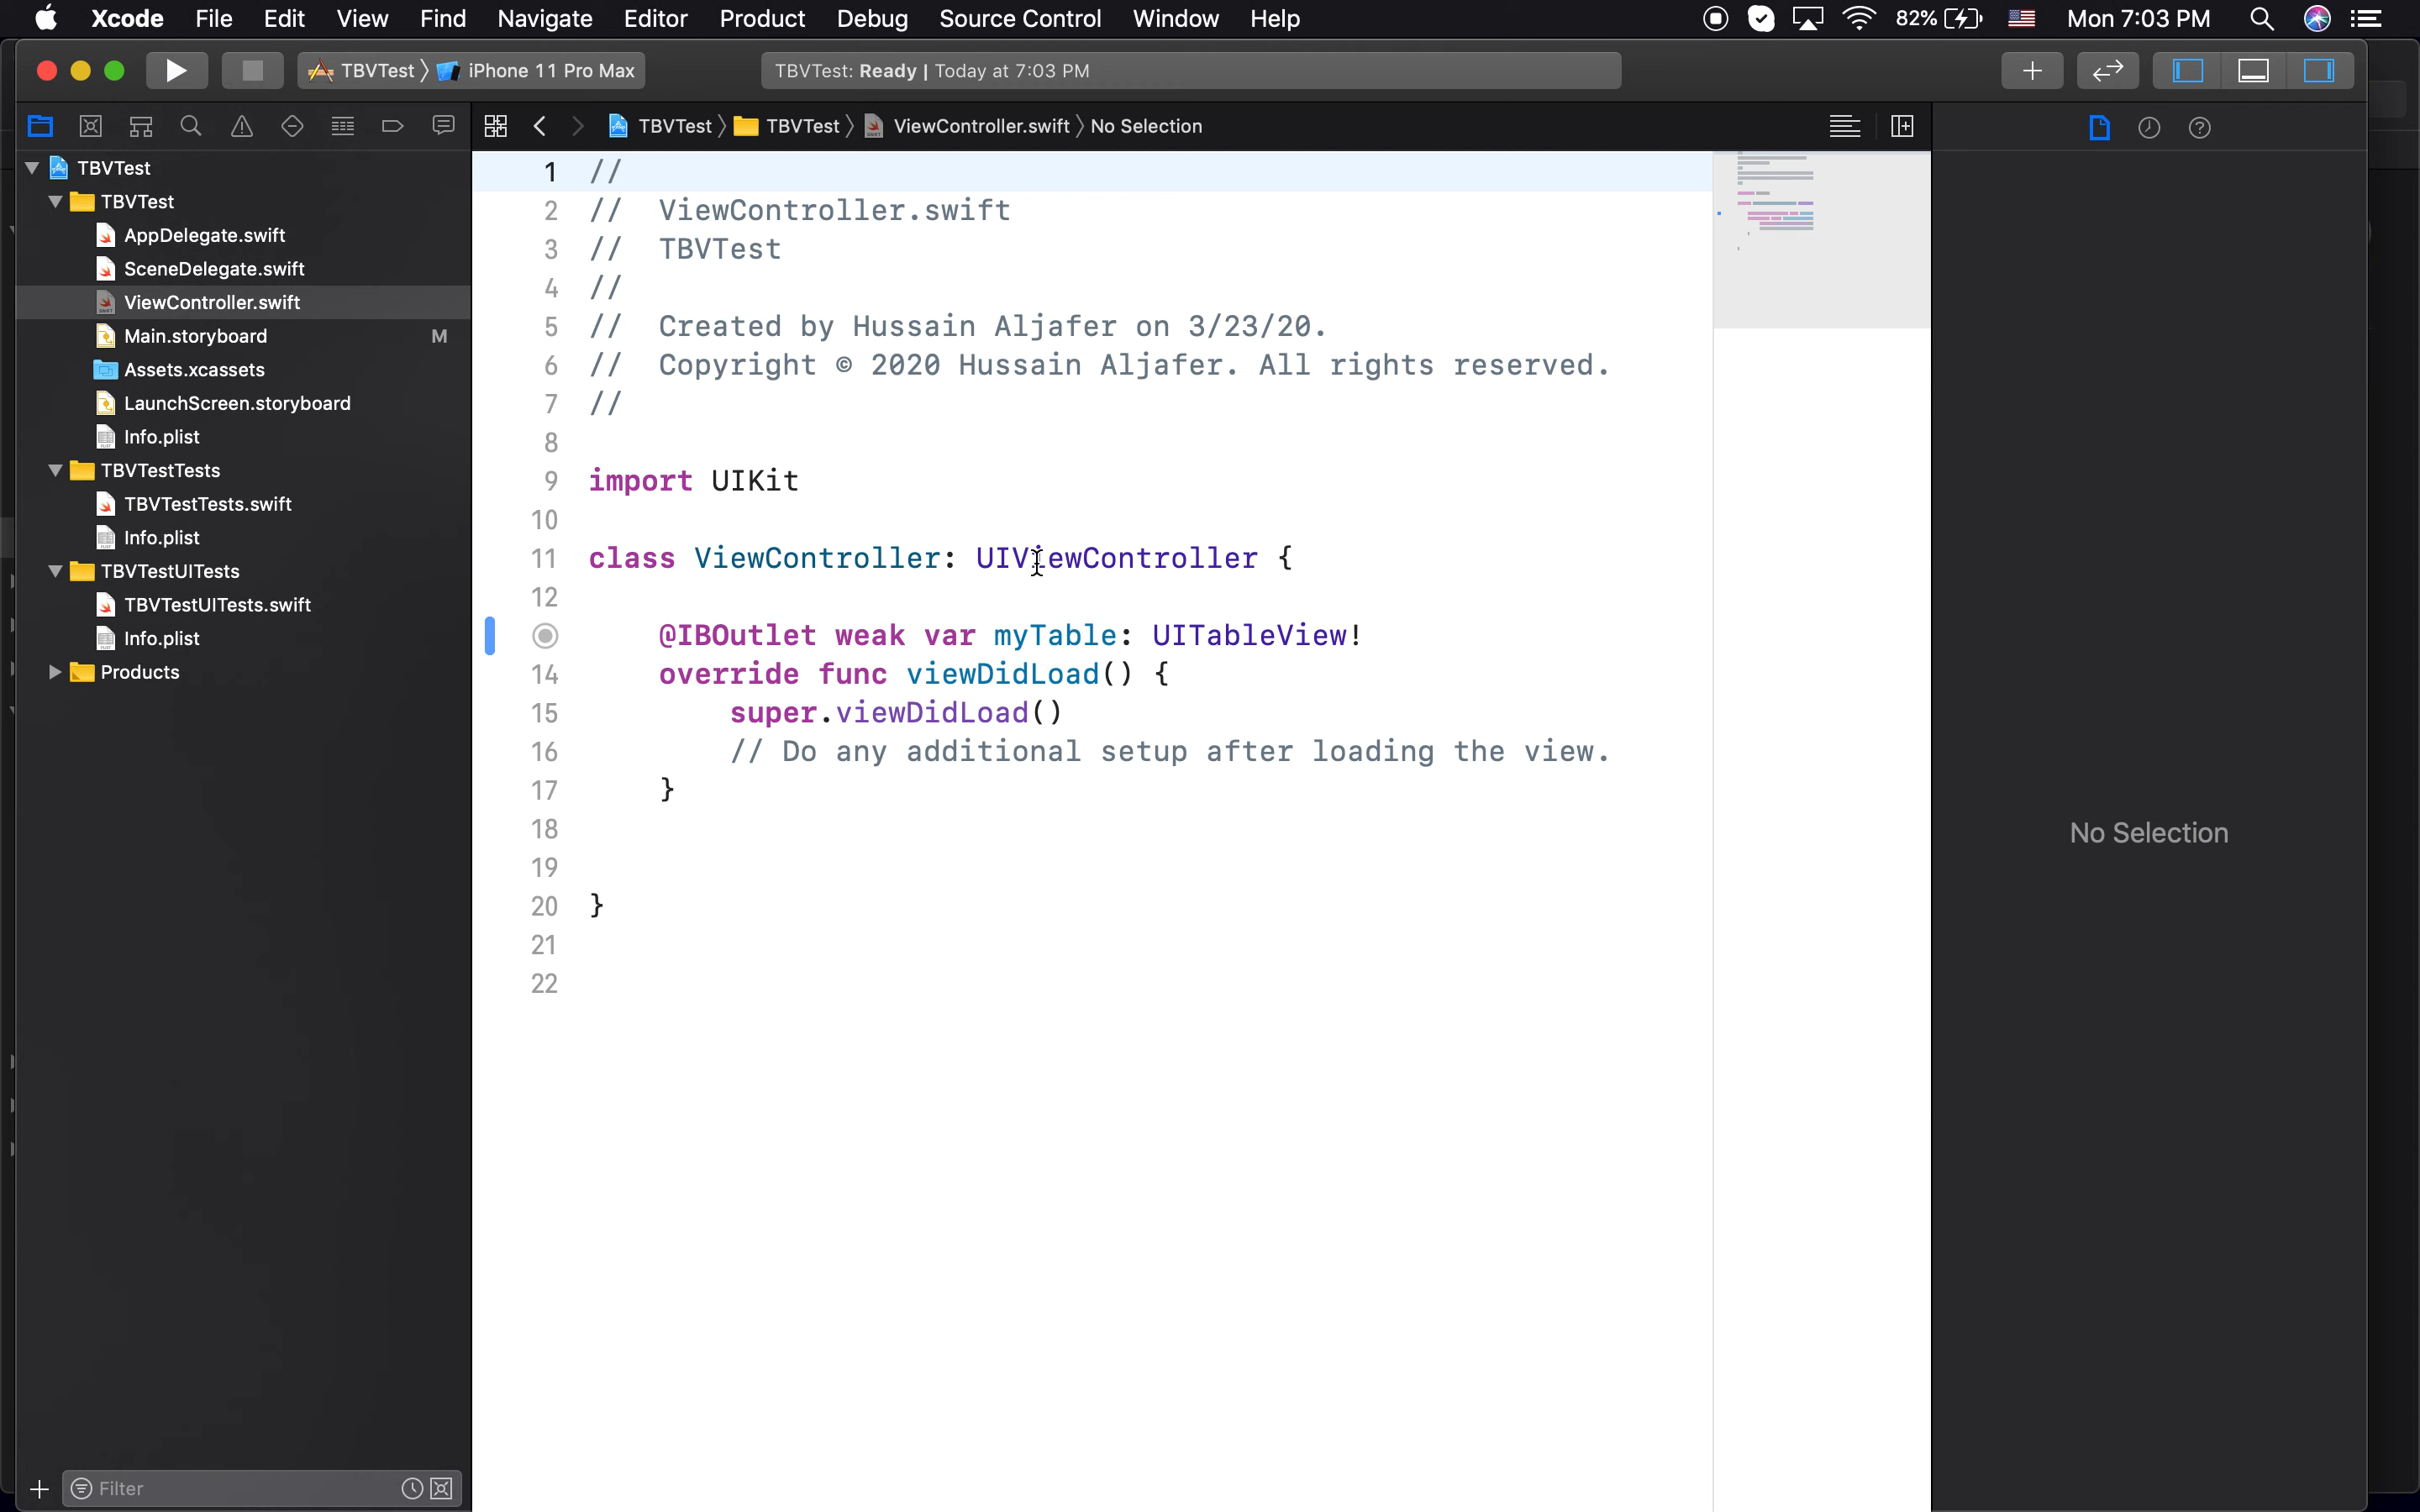 Xcode File Edit View Find Navigate Editor Product Debug Source Control Window Help 82% Mon 7:03 PM
TBVTest iPhone 11 Pro Max TBVTest: Ready | Today at 7:03 PM
TBVTest TBVTest ViewController.swift No Selection
TBVTest
TBVTest
AppDelegate.swift
SceneDelegate.swift
ViewController.swift
Main.storyboard M
Assets.xcassets
LaunchScreen.storyboard
Info.plist
TBVTestTests
TBVTestTests.swift
Info.plist
TBVTestUITests
TBVTestUITests.swift
Info.plist
Products
Filter
1 //
2 // ViewController.swift
3 // TBVTest
4 //
5 // Created by Hussain Aljafer on 3/23/20.
6 // Copyright © 2020 Hussain Aljafer. All rights reserved.
7 //
8
9 import UIKit
10
11 class ViewController: UIViewController {
12
@IBOutlet weak var myTable: UITableView!
14 override func viewDidLoad() {
15 super.viewDidLoad()
16 // Do any additional setup after loading the view.
17 }
18
19
20 }
21
22
No Selection